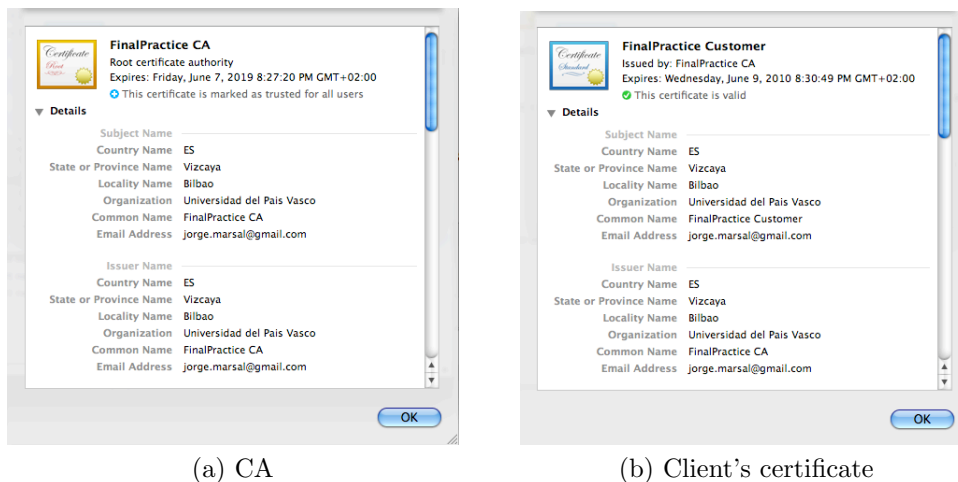 Certificate
Root
FinalPractice CA
Root certificate authority
Expires: Friday, June 7, 2019 8:27:20 PM GMT+02:00
This certificate is marked as trusted for all users
Details
Subject Name
Country Name ES
State or Province Name Vizcaya
Locality Name Bilbao
Organization Universidad del Pais Vasco
Common Name FinalPractice CA
Email Address jorge.marsal@gmail.com
Issuer Name
Country Name ES
State or Province Name Vizcaya
Locality Name Bilbao
Organization Universidad del Pais Vasco
Common Name FinalPractice CA
Email Address jorge.marsal@gmail.com
OK
(a) CA
Certificate
Standard
FinalPractice Customer
Issued by: FinalPractice CA
Expires: Wednesday, June 9, 2010 8:30:49 PM GMT+02:00
This certificate is valid
Details
Subject Name
Country Name ES
State or Province Name Vizcaya
Locality Name Bilbao
Organization Universidad del Pais Vasco
Common Name FinalPractice Customer
Email Address jorge.marsal@gmail.com
Issuer Name
Country Name ES
State or Province Name Vizcaya
Locality Name Bilbao
Organization Universidad del Pais Vasco
Common Name FinalPractice CA
Email Address jorge.marsal@gmail.com
OK
(b) Client's certificate